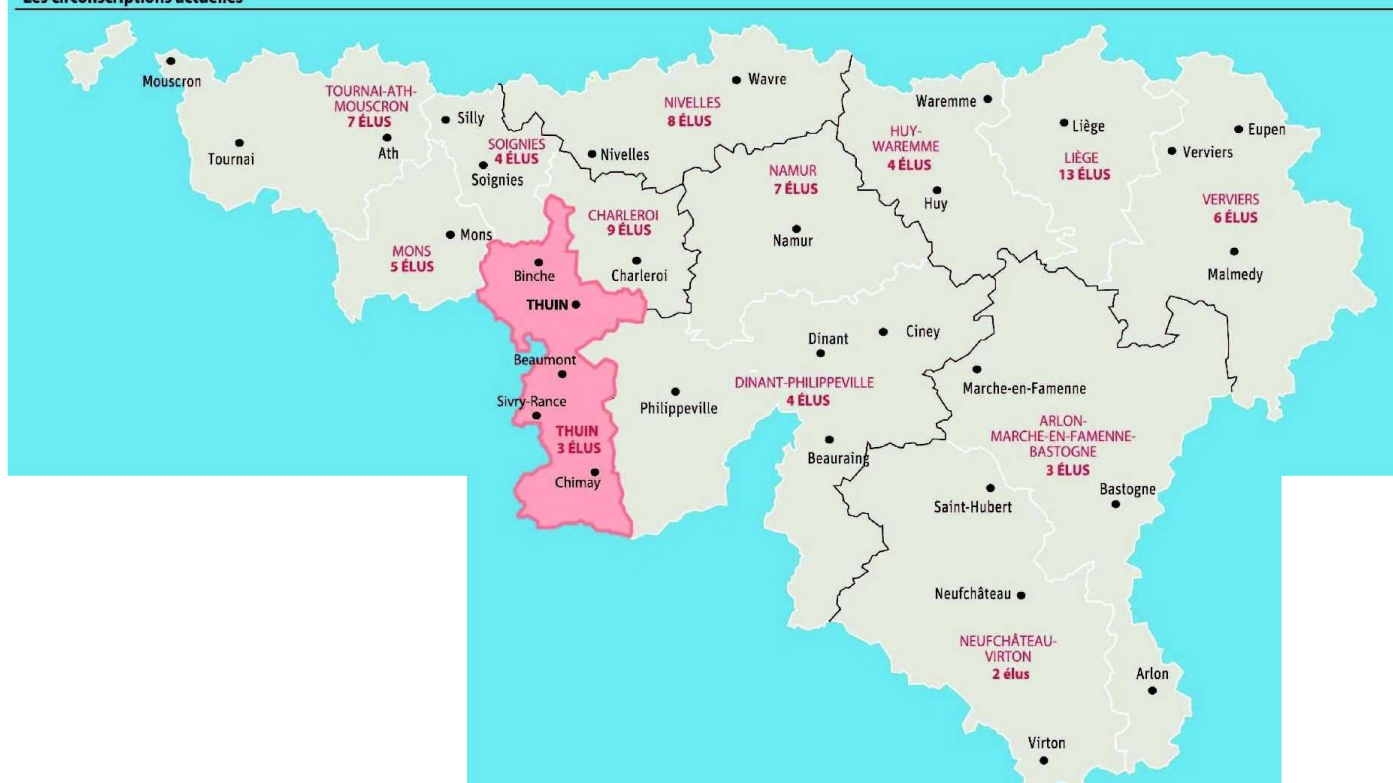 Les circonscriptions actuelles
Mouscron
Wavre
TOURNAI-ATH-
MOUSCRON
7 ÉLUS
NIVELLES
8 ÉLUS
Waremme
Silly
Liège
Eupen
HUY-
WAREMME
4 ÉLUS
Tournai
Ath
SOIGNIES
4 ÉLUS
Soignies
Nivelles
LIÈGE
13 ÉLUS
Verviers
NAMUR
7 ÉLUS
Huy
VERVIERS
6 ÉLUS
CHARLEROI
9 ÉLUS
Mons
MONS
5 ÉLUS
Namur
Binche
Charleroi
Malmedy
THUIN
Dinant
Ciney
Beaumont
Marche-en-Famenne
DINANT-PHILIPPEVILLE
4 ÉLUS
Sivry-Rance
Philippeville
THUIN
3 ÉLUS
ARLON-
MARCHE-EN-FAMENNE-
BASTOGNE
3 ÉLUS
Beauraing
Chimay
Bastogne
Saint-Hubert
Neufchâteau
NEUFCHÂTEAU-
VIRTON
2 élus
Arlon
Virton